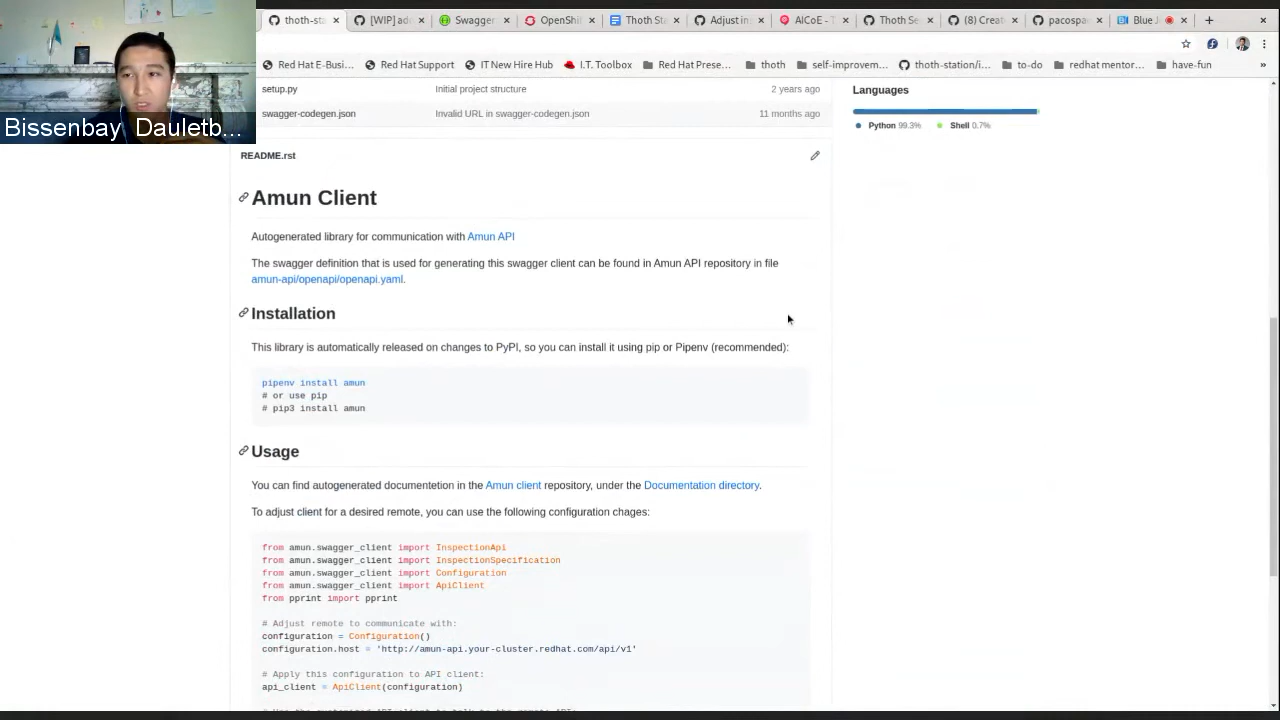 thoth-sta
[WIP] ad
Swagger
OpenShif
Thoth Sta
Adjust in
AICoE - T
Thoth Se
(8) Creat
pacospac
Blue J
Red Hat E-Busi...
Red Hat Support
IT New Hire Hub
I.T. Toolbox
Red Hat Prese...
thoth
self-improvem...
thoth-station/i...
to-do
redhat mentor...
have-fun
»
Bissenbay Dauletb...
setup.py Initial project structure 2 years ago
swagger-codegen.json Invalid URL in swagger-codegen.json 11 months ago
Languages
Python 99.3% Shell 0.7%
README.rst
Amun Client
Autogenerated library for communication with Amun API
The swagger definition that is used for generating this swagger client can be found in Amun API repository in file
amun-api/openapi/openapi.yaml.
Installation
This library is automatically released on changes to PyPI, so you can install it using pip or Pipenv (recommended):
pipenv install amun
# or use pip
# pip3 install amun
Usage
You can find autogenerated documentetion in the Amun client repository, under the Documentation directory.
To adjust client for a desired remote, you can use the following configuration chages:
from amun.swagger_client import InspectionApi
from amun.swagger_client import InspectionSpecification
from amun.swagger_client import Configuration
from amun.swagger_client import ApiClient
from pprint import pprint
# Adjust remote to communicate with:
configuration = Configuration()
configuration.host = 'http://amun-api.your-cluster.redhat.com/api/v1'
# Apply this configuration to API client:
api_client = ApiClient(configuration)